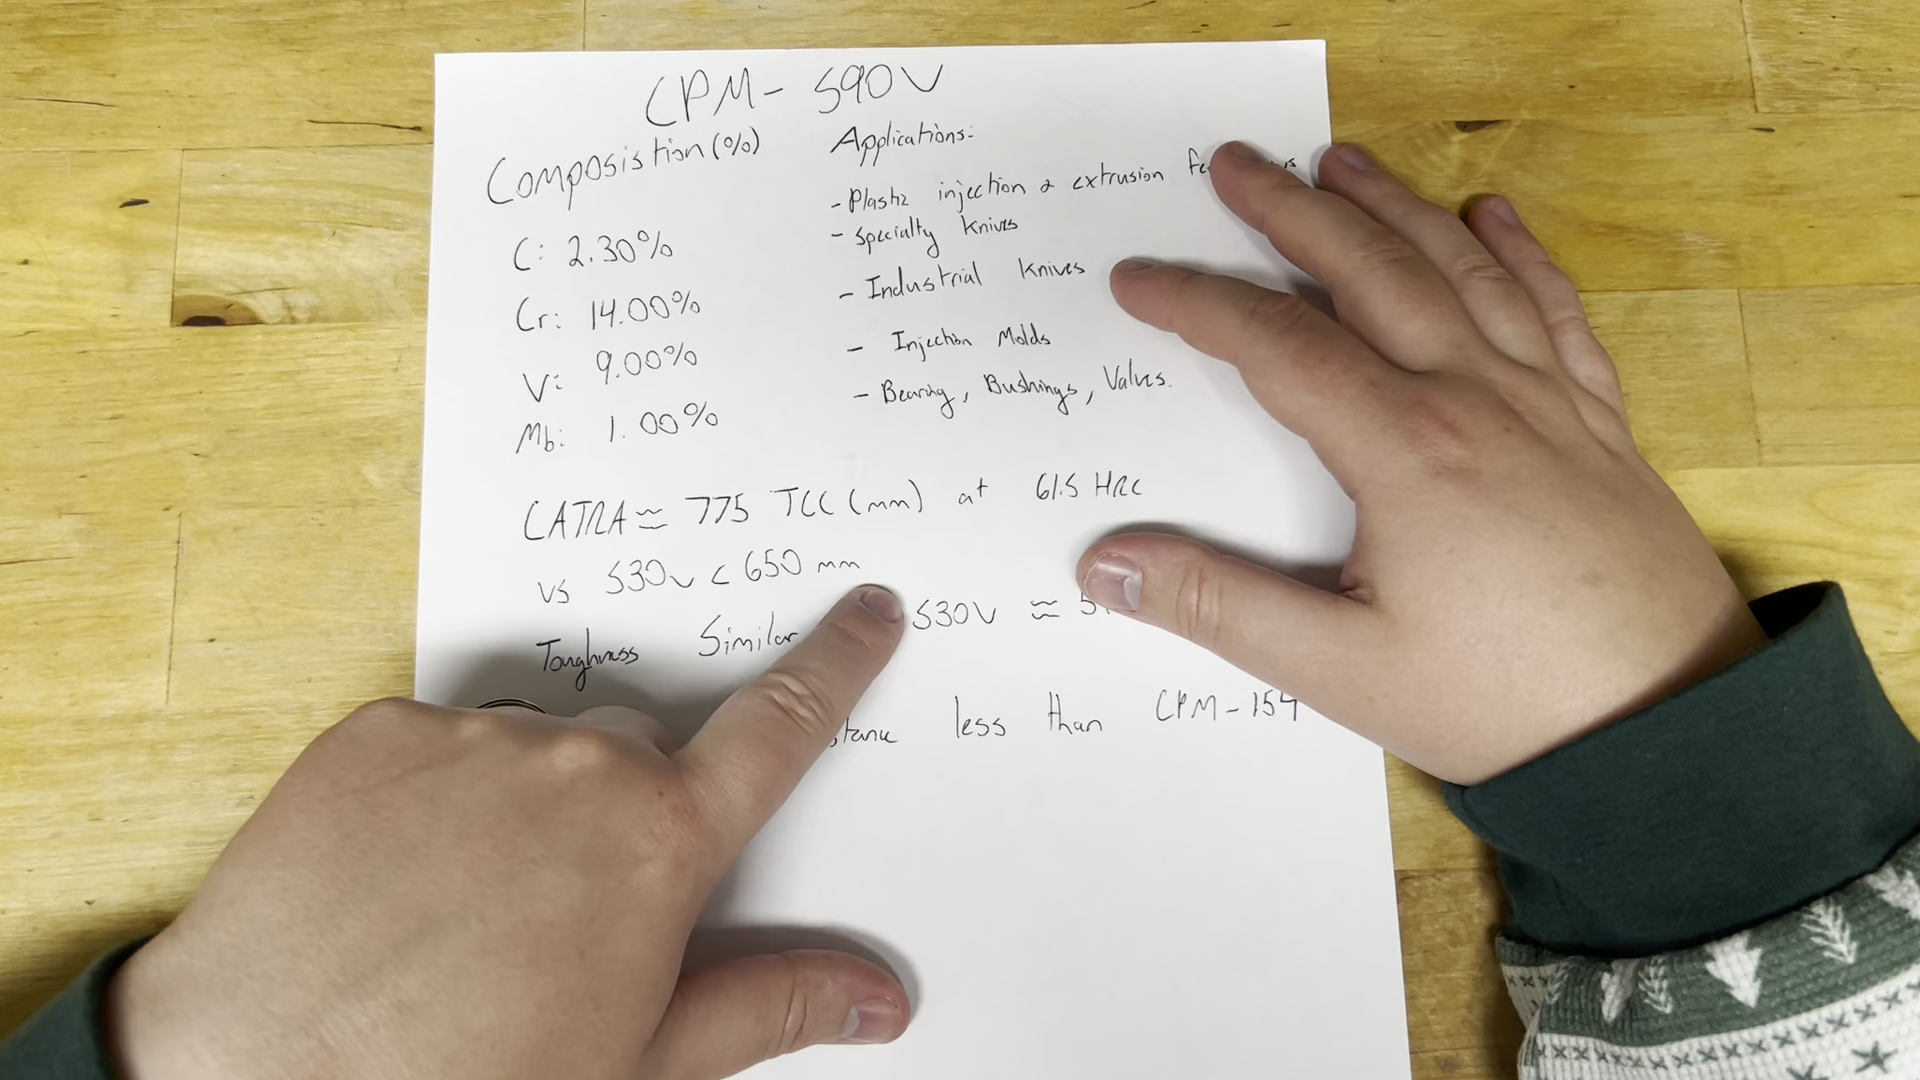 CPM- S90V
Composistion (%)
C: 2.30%
Cr: 14.00%
V: 9.00%
Mb: 1.00%
Applications:
- Plastic injection & extrusion
- Specialty Knives
- Industrial Knives
- Injection Molds
- Bearing, Bushings, Valves.
CATRA ≈ 775 TCC (mm) at 61.5 HRC
vs S30v < 650 mm
Toughness Similar S30V ≈
less than CPM-154